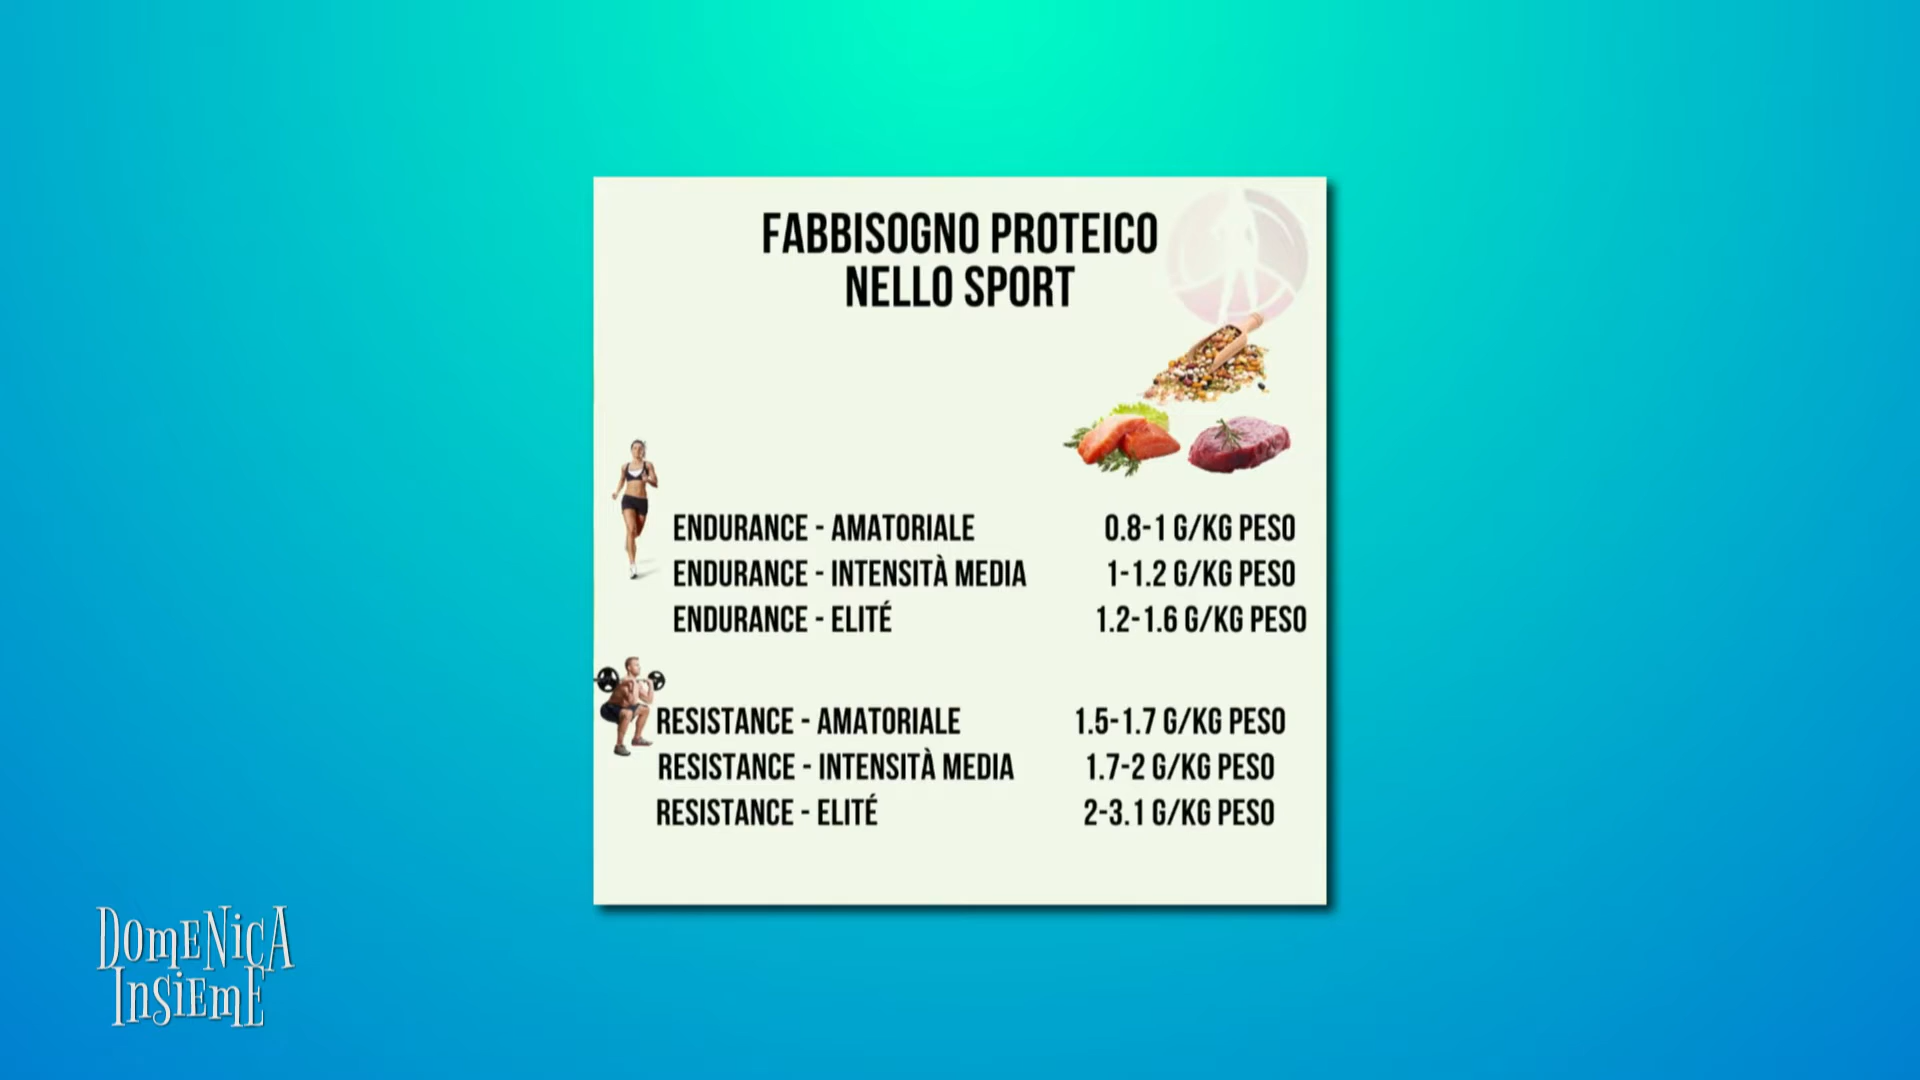 FABBISOGNO PROTEICO
NELLO SPORT
ENDURANCE - AMATORIALE 0.8-1 G/KG PESO
ENDURANCE - INTENSITÀ MEDIA 1-1.2 G/KG PESO
ENDURANCE - ELITÉ 1.2-1.6 G/KG PESO
RESISTANCE - AMATORIALE 1.5-1.7 G/KG PESO
RESISTANCE - INTENSITÀ MEDIA 1.7-2 G/KG PESO
RESISTANCE - ELITÉ 2-3.1 G/KG PESO
DOMENICA
INSIEME